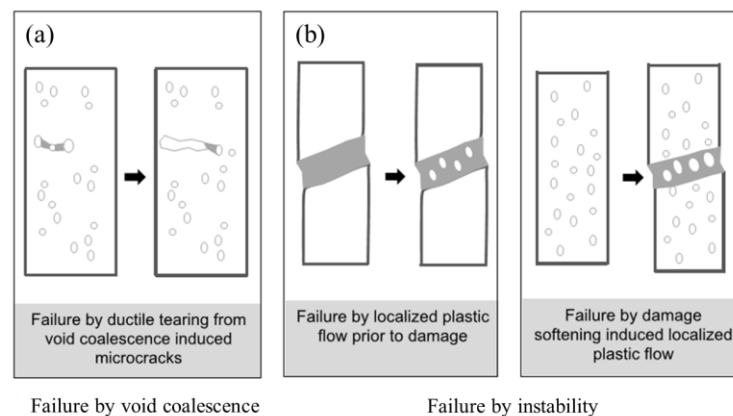 (a)
Failure by ductile tearing from
void coalescence induced
microcracks
(b)
Failure by localized plastic
flow prior to damage
Failure by damage
softening induced localized
plastic flow
Failure by void coalescence
Failure by instability